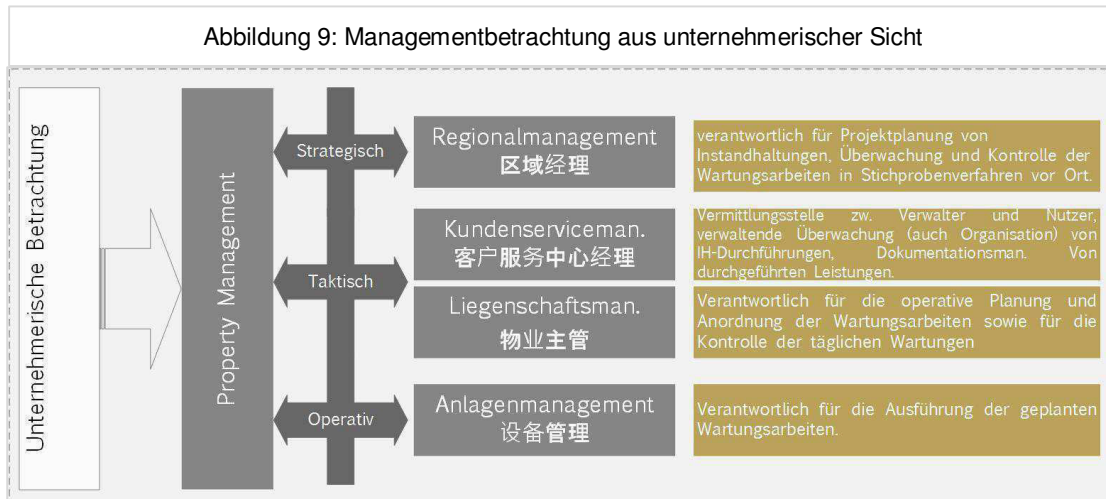 Abbildung 9: Managementbetrachtung aus unternehmerischer Sicht
Unternehmerische Betrachtung
Property Management
Strategisch
Regionalmanagement
区域经理
verantwortlich für Projektplanung von
Instandhaltungen, Überwachung und Kontrolle der
Wartungsarbeiten in Stichprobenverfahren vor Ort.
Taktisch
Kundenserviceman.
客户服务中心经理
Vermittlungsstelle zw. Verwalter und Nutzer,
verwaltende Überwachung (auch Organisation) von
IH-Durchführungen, Dokumentationsman. Von
durchgeführten Leistungen.
Liegenschaftsman.
物业主管
Verantwortlich für die operative Planung und
Anordnung der Wartungsarbeiten sowie für die
Kontrolle der täglichen Wartungen
Operativ
Anlagenmanagement
设备管理
Verantwortlich für die Ausführung der geplanten
Wartungsarbeiten.